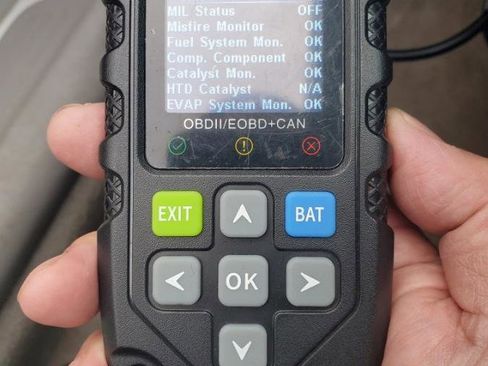 MIL Status OFF
Misfire Monitor OK
Fuel System Mon. OK
Comp. Component OK
Catalyst Mon. OK
HTD Catalyst N/A
EVAP System Mon. OK
OBDII/EOBD+CAN
EXIT
BAT
OK